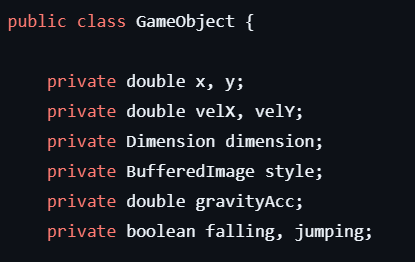 public class GameObject {
private double x, y;
private double velX, velY;
private Dimension dimension;
private BufferedImage style;
private double gravityAcc;
private boolean falling, jumping;